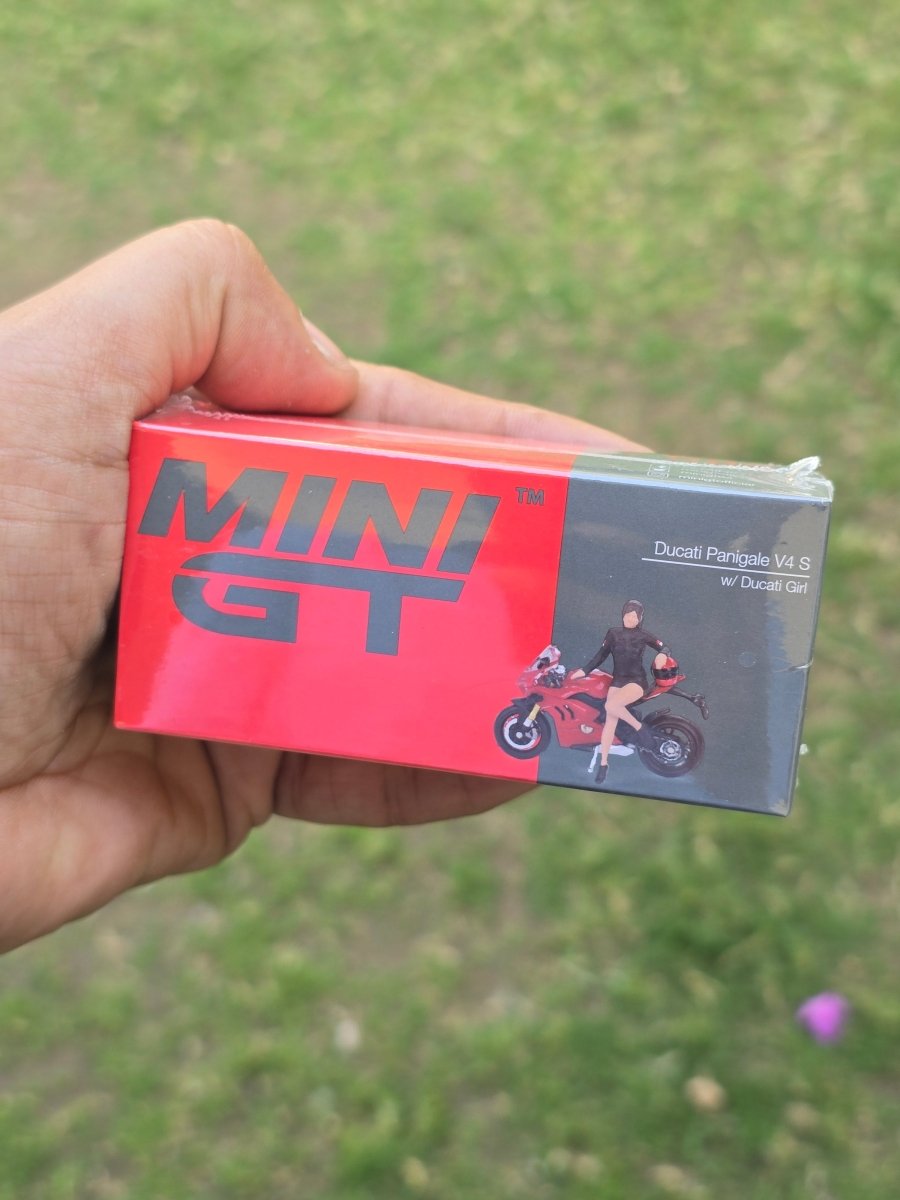 MINI
GT
TM
Ducati Panigale V4 S
w/ Ducati Girl